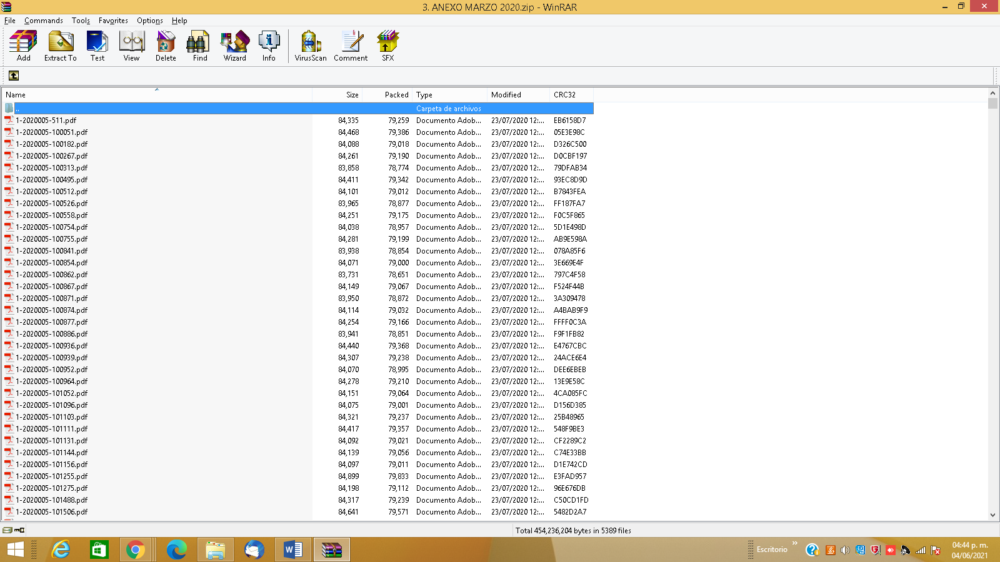 3. ANEXO MARZO 2020.zip - WinRAR
File Commands Tools Favorites Options Help
Add Extract To Test View Delete Find Wizard Info VirusScan Comment SFX
Name Size Packed Type Modified CRC32
.. Carpeta de archivos
1-2020005-511.pdf 84,335 79,259 Documento Adob... 23/07/2020 12:... EB6158D7
1-2020005-100051.pdf 84,468 79,386 Documento Adob... 23/07/2020 12:... 05E3E98C
1-2020005-100182.pdf 84,088 79,018 Documento Adob... 23/07/2020 12:... D326C500
1-2020005-100267.pdf 84,261 79,190 Documento Adob... 23/07/2020 12:... D0CBF197
1-2020005-100313.pdf 83,858 78,774 Documento Adob... 23/07/2020 12:... 79DFAB34
1-2020005-100495.pdf 84,411 79,342 Documento Adob... 23/07/2020 12:... 93EC8D9D
1-2020005-100512.pdf 84,101 79,012 Documento Adob... 23/07/2020 12:... B7843FEA
1-2020005-100526.pdf 83,965 78,877 Documento Adob... 23/07/2020 12:... FF187FA7
1-2020005-100558.pdf 84,251 79,175 Documento Adob... 23/07/2020 12:... F0C5F865
1-2020005-100754.pdf 84,038 78,957 Documento Adob... 23/07/2020 12:... 5D1E498D
1-2020005-100755.pdf 84,281 79,199 Documento Adob... 23/07/2020 12:... AB9E598A
1-2020005-100841.pdf 83,938 78,854 Documento Adob... 23/07/2020 12:... 078A85F6
1-2020005-100854.pdf 84,071 79,000 Documento Adob... 23/07/2020 12:... 3E669E4F
1-2020005-100862.pdf 83,731 78,651 Documento Adob... 23/07/2020 12:... 797C4F58
1-2020005-100867.pdf 84,149 79,067 Documento Adob... 23/07/2020 12:... F524F44B
1-2020005-100871.pdf 83,950 78,872 Documento Adob... 23/07/2020 12:... 3A309478
1-2020005-100874.pdf 84,114 79,032 Documento Adob... 23/07/2020 12:... A4BAB9F9
1-2020005-100877.pdf 84,254 79,166 Documento Adob... 23/07/2020 12:... FFFF0C3A
1-2020005-100886.pdf 83,941 78,851 Documento Adob... 23/07/2020 12:... F9F1FB82
1-2020005-100936.pdf 84,440 79,368 Documento Adob... 23/07/2020 12:... E4767CBC
1-2020005-100939.pdf 84,307 79,238 Documento Adob... 23/07/2020 12:... 24ACE6E4
1-2020005-100952.pdf 84,070 78,995 Documento Adob... 23/07/2020 12:... DEE6EBEB
1-2020005-100964.pdf 84,278 79,210 Documento Adob... 23/07/2020 12:... 13E9E58C
1-2020005-101052.pdf 84,151 79,064 Documento Adob... 23/07/2020 12:... 4CA085FC
1-2020005-101096.pdf 84,075 79,001 Documento Adob... 23/07/2020 12:... D156D385
1-2020005-101103.pdf 84,321 79,237 Documento Adob... 23/07/2020 12:... 25B48965
1-2020005-101111.pdf 84,417 79,357 Documento Adob... 23/07/2020 12:... 548F9BE3
1-2020005-101131.pdf 84,092 79,021 Documento Adob... 23/07/2020 12:... CF2289C2
1-2020005-101144.pdf 84,139 79,056 Documento Adob... 23/07/2020 12:... C74E33BB
1-2020005-101156.pdf 84,097 79,011 Documento Adob... 23/07/2020 12:... D1E742CD
1-2020005-101255.pdf 84,899 79,833 Documento Adob... 23/07/2020 12:... E3FAD957
1-2020005-101275.pdf 84,198 79,112 Documento Adob... 23/07/2020 12:... 96E676DB
1-2020005-101488.pdf 84,317 79,239 Documento Adob... 23/07/2020 12:... C50CD1FD
1-2020005-101506.pdf 84,641 79,571 Documento Adob... 23/07/2020 12:... 5482D2A7
Total 454,236,204 bytes in 5389 files
Escritorio
04:44 p. m.
04/06/2021